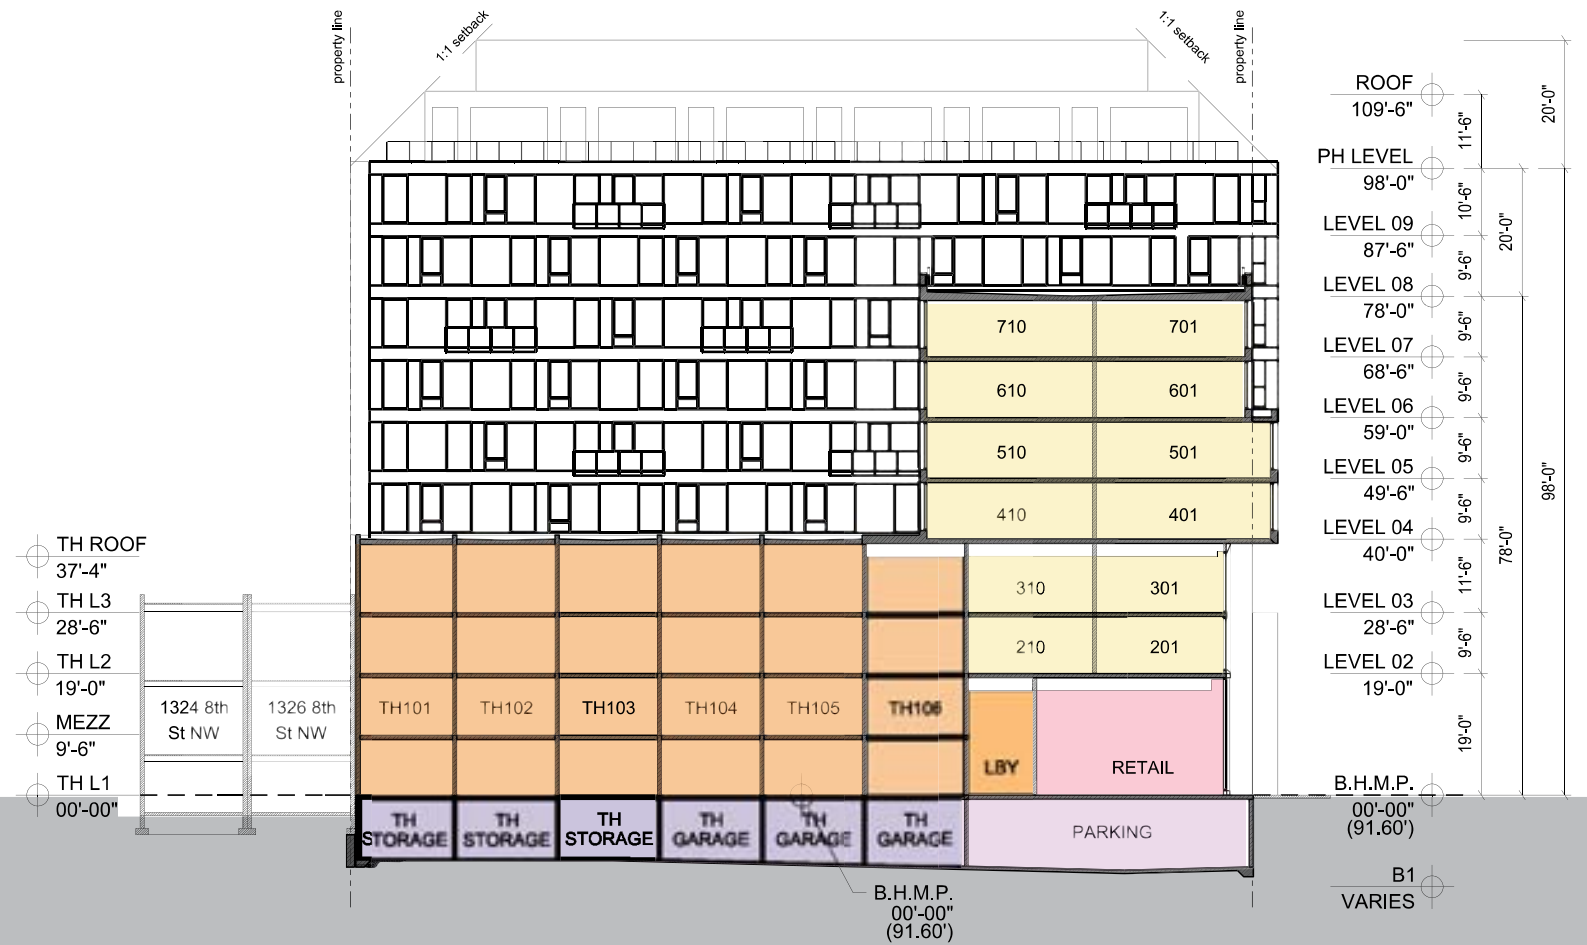 property line
1:1 setback
1:1 setback
property line
ROOF
109'-6"
PH LEVEL
98'-0"
LEVEL 09
87'-6"
LEVEL 08
78'-0"
LEVEL 07
68'-6"
LEVEL 06
59'-0"
LEVEL 05
49'-6"
LEVEL 04
40'-0"
LEVEL 03
28'-6"
LEVEL 02
19'-0"
B.H.M.P.
00'-00"
(91.60')
B1
VARIES
11'-6"
10'-6"
9'-6"
9'-6"
9'-6"
9'-6"
9'-6"
11'-6"
9'-6"
19'-0"
20'-0"
78'-0"
20'-0"
98'-0"
710 701
610 601
510 501
410 401
310 301
210 201
TH ROOF
37'-4"
TH L3
28'-6"
TH L2
19'-0"
MEZZ
9'-6"
TH L1
00'-00"
1324 8th
St NW
1326 8th
St NW
TH101 TH102 TH103 TH104 TH105 TH106
LBY RETAIL
TH
STORAGE
TH
STORAGE
TH
STORAGE
TH
GARAGE
TH
GARAGE
TH
GARAGE
PARKING
B.H.M.P.
00'-00"
(91.60')